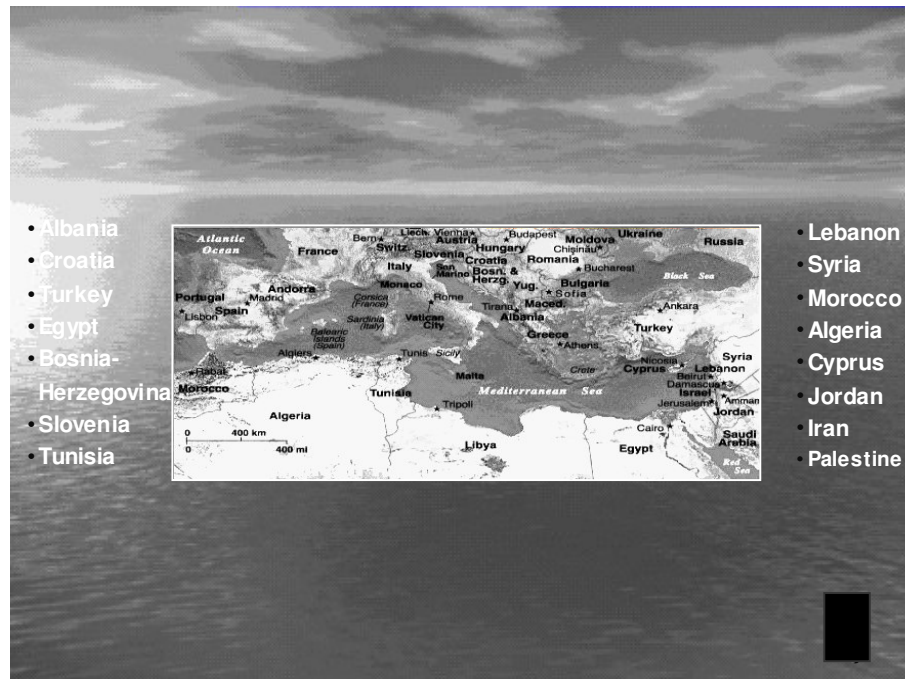 • Albania
• Croatia
• Turkey
• Egypt
• Bosnia-
Herzegovina
• Slovenia
• Tunisia
Atlantic
Ocean
Portugal
Lisbon
Spain
Madrid
Andorra
France
Bern
Switz.
Liech.
Vienna
Austria
Slovenia
Italy
San
Marino
Monaco
Corsica
(France)
Sardinia
(Italy)
Balearic
Islands
(Spain)
Rome
Vatican
City
Hungary
Budapest
Croatia
Bosn. &
Herzg.
Yug.
Romania
Moldova
Chisinau
Ukraine
Russia
Bucharest
Bulgaria
Sofia
Maced.
Tirana
Albania
Greece
Athens
Crete
Black Sea
Ankara
Turkey
Nicosia
Cyprus
Syria
Lebanon
Beirut
Damascus
Israel
Jerusalem
Amman
Jordan
Saudi
Arabia
Red
Sea
Cairo
Egypt
Rabat
Morocco
Algiers
Algeria
Tunis
Sicily
Tunisia
Malta
Mediterranean Sea
Tripoli
Libya
0 400 km
0 400 mi
• Lebanon
• Syria
• Morocco
• Algeria
• Cyprus
• Jordan
• Iran
• Palestine